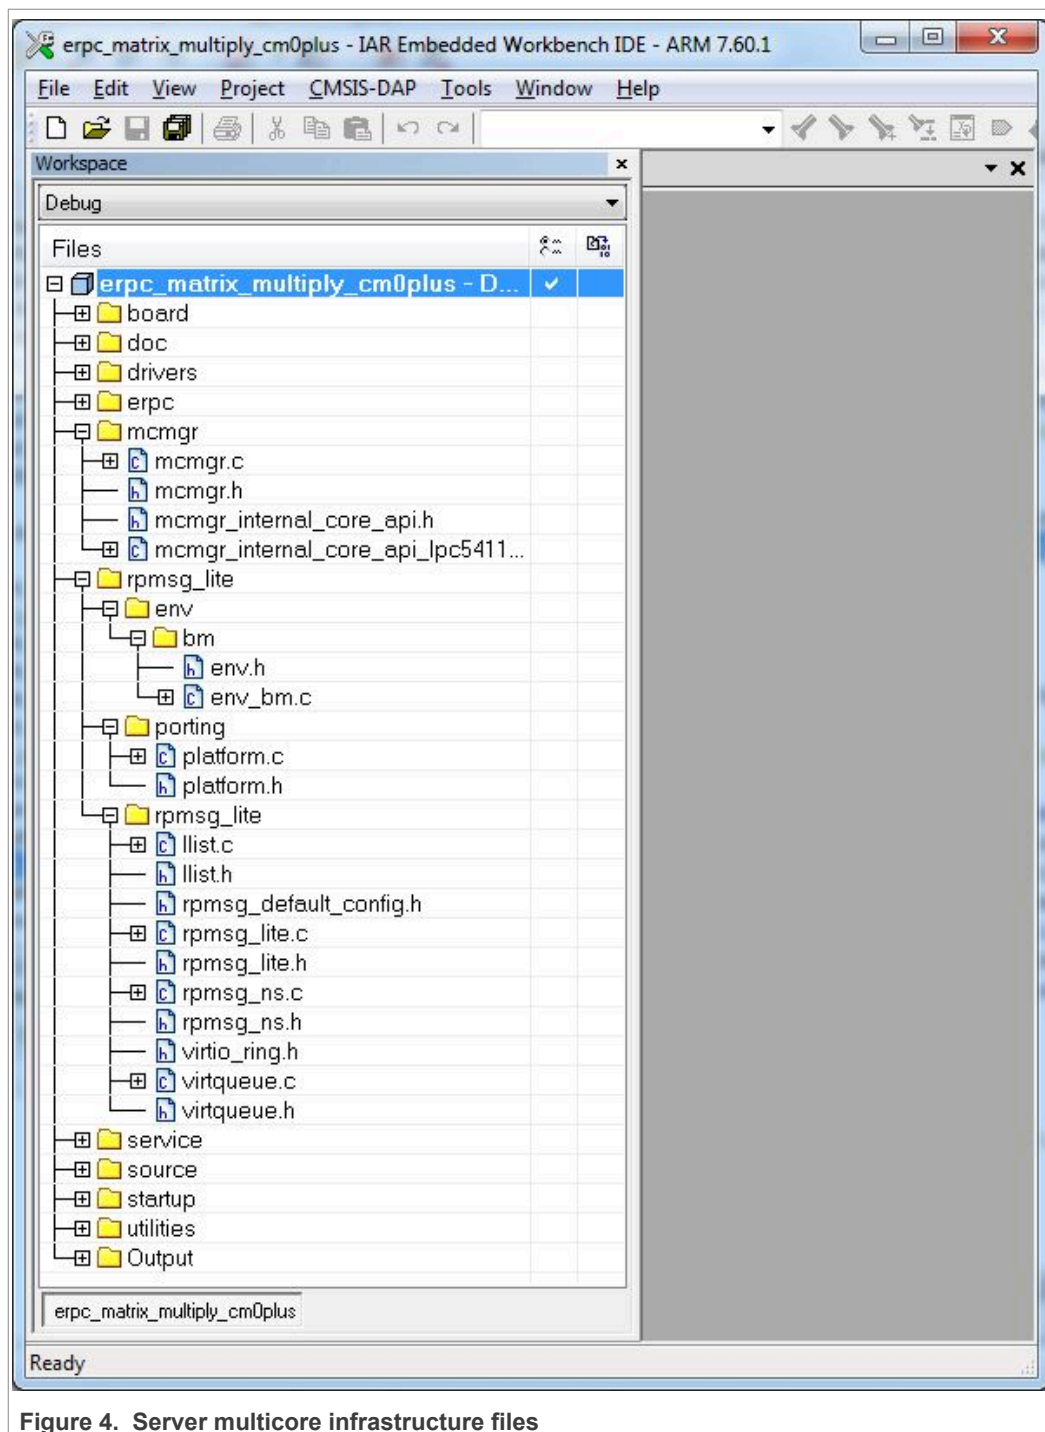 erpc_matrix_multiply_cm0plus - IAR Embedded Workbench IDE - ARM 7.60.1
File Edit View Project CMSIS-DAP Tools Window Help
Workspace
Debug
Files
erpc_matrix_multiply_cm0plus - D...
board
doc
drivers
erpc
mcmgr
mcmgr.c
mcmgr.h
mcmgr_internal_core_api.h
mcmgr_internal_core_api_lpc5411...
rpmsg_lite
env
bm
env.h
env_bm.c
porting
platform.c
platform.h
rpmsg_lite
llist.c
llist.h
rpmsg_default_config.h
rpmsg_lite.c
rpmsg_lite.h
rpmsg_ns.c
rpmsg_ns.h
virtio_ring.h
virtqueue.c
virtqueue.h
service
source
startup
utilities
Output
erpc_matrix_multiply_cm0plus
Ready
Figure 4. Server multicore infrastructure files